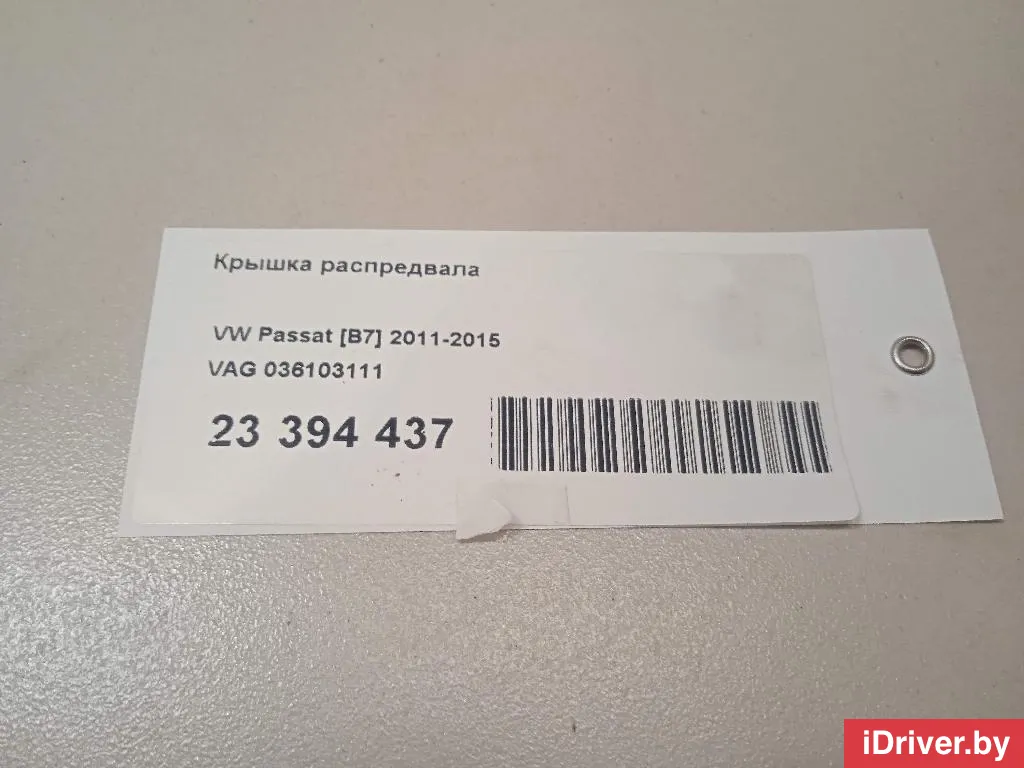 Крышка распредвала
VW Passat [B7] 2011-2015
VAG 036103111
23 394 437
iDriver.by